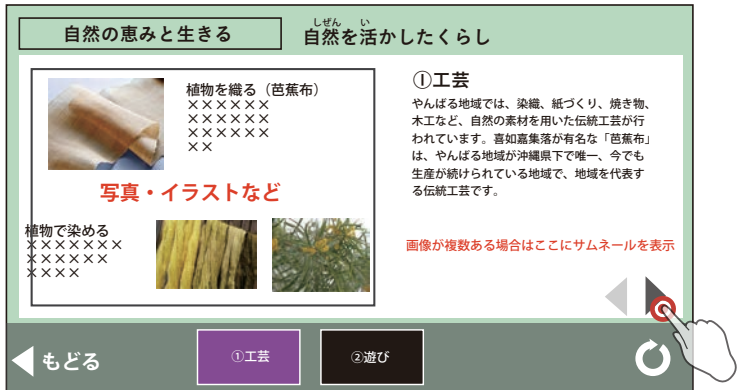 自然の恵みと生きる
しぜん い
自然を活かしたくらし
植物を織る（芭蕉布）
××××××
××××××
××××××
××
写真・イラストなど
植物で染める
×××××××
××××××
××××
①工芸
やんばる地域では、染織、紙づくり、焼き物、
木工など、自然の素材を用いた伝統工芸が行
われています。喜如嘉集落が有名な「芭蕉布」
は、やんばる地域が沖縄県下で唯一、今でも
生産が続けられている地域で、地域を代表す
る伝統工芸です。
画像が複数ある場合はここにサムネールを表示
もどる
①工芸
②遊び